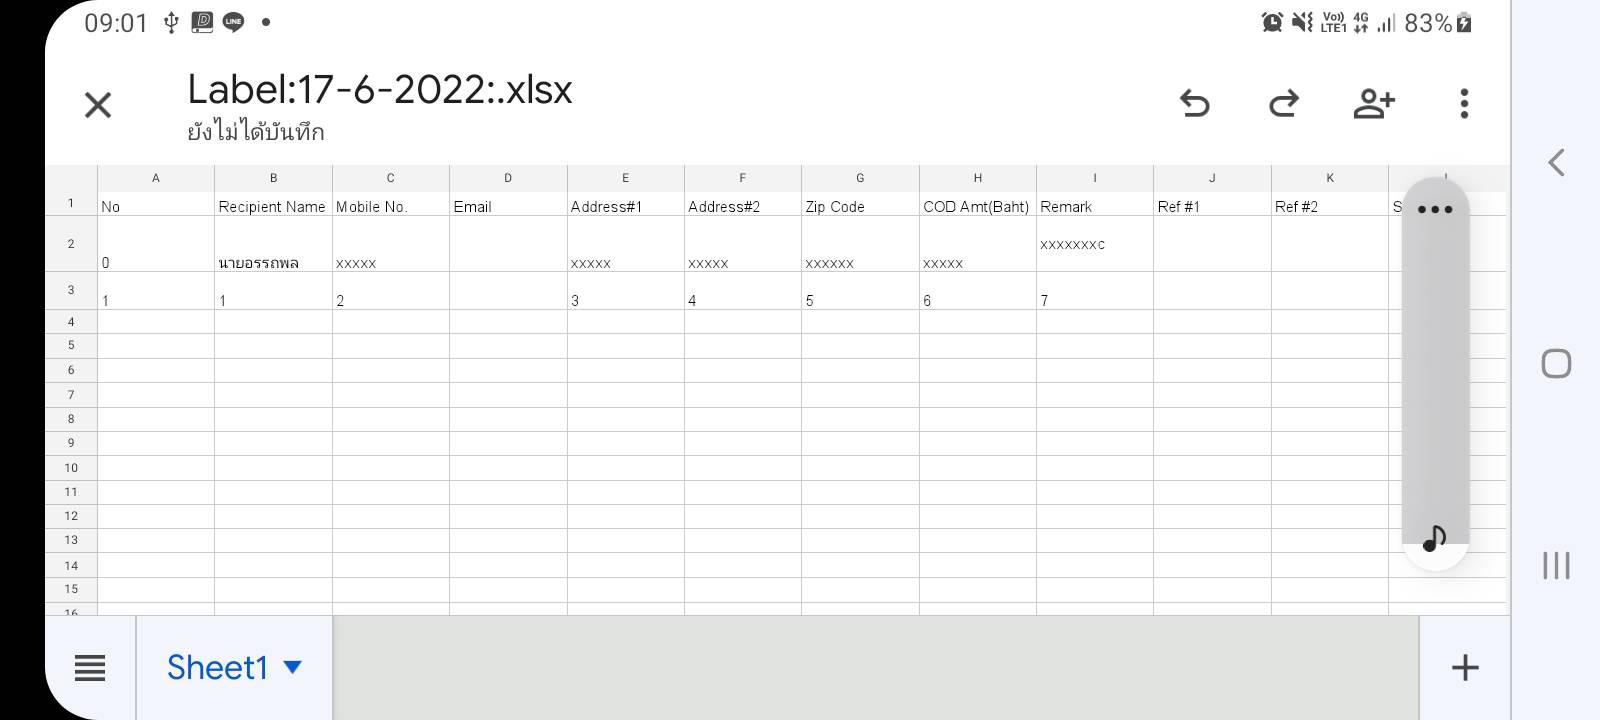 09:01 LINE Vo)) LTE1 4G 83%
Label:17-6-2022:.xlsx
ยังไม่ได้บันทึก
A B C D E F G H I J K
1 No Recipient Name Mobile No. Email Address#1 Address#2 Zip Code COD Amt(Baht) Remark Ref #1 Ref #2 S
2 0 นายอรรถพล xxxxx xxxxx xxxxx xxxxxx xxxxx xxxxxxxc
3 1 1 2 3 4 5 6 7
4
5
6
7
8
9
10
11
12
13
14
15
16
Sheet1